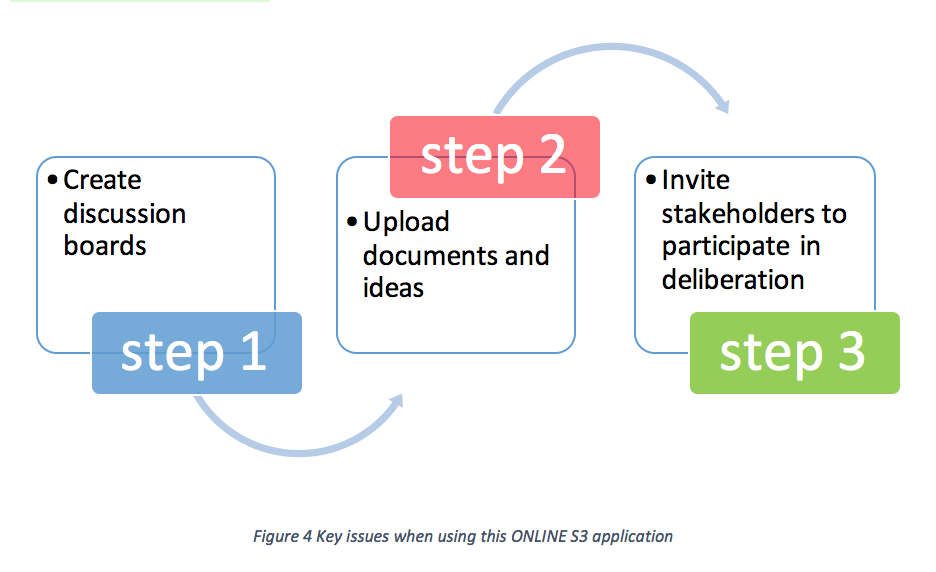 • Create
discussion
boards
step 1
step 2
• Upload
documents and
ideas
• Invite
stakeholders to
participate in
deliberation
step 3
Figure 4 Key issues when using this ONLINE S3 application